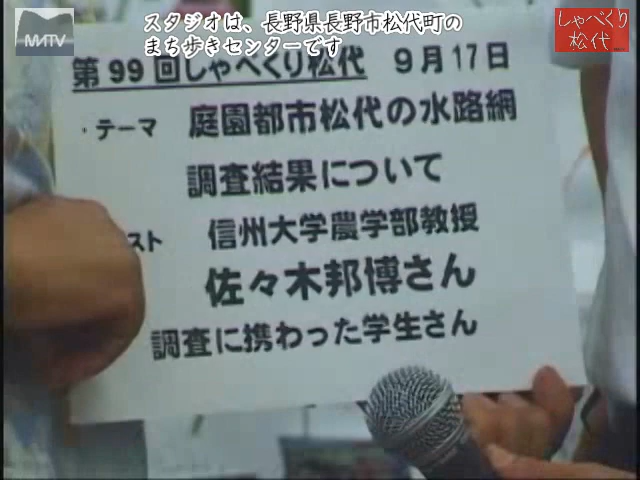 MATV
スタジオは、長野県長野市松代町の
まち歩きセンターです
しゃべくり
松代
第99回しゃべくり松代 9月17日
・テーマ 庭園都市松代の水路網
調査結果について
スト 信州大学農学部教授
佐々木邦博さん
調査に携わった学生さん